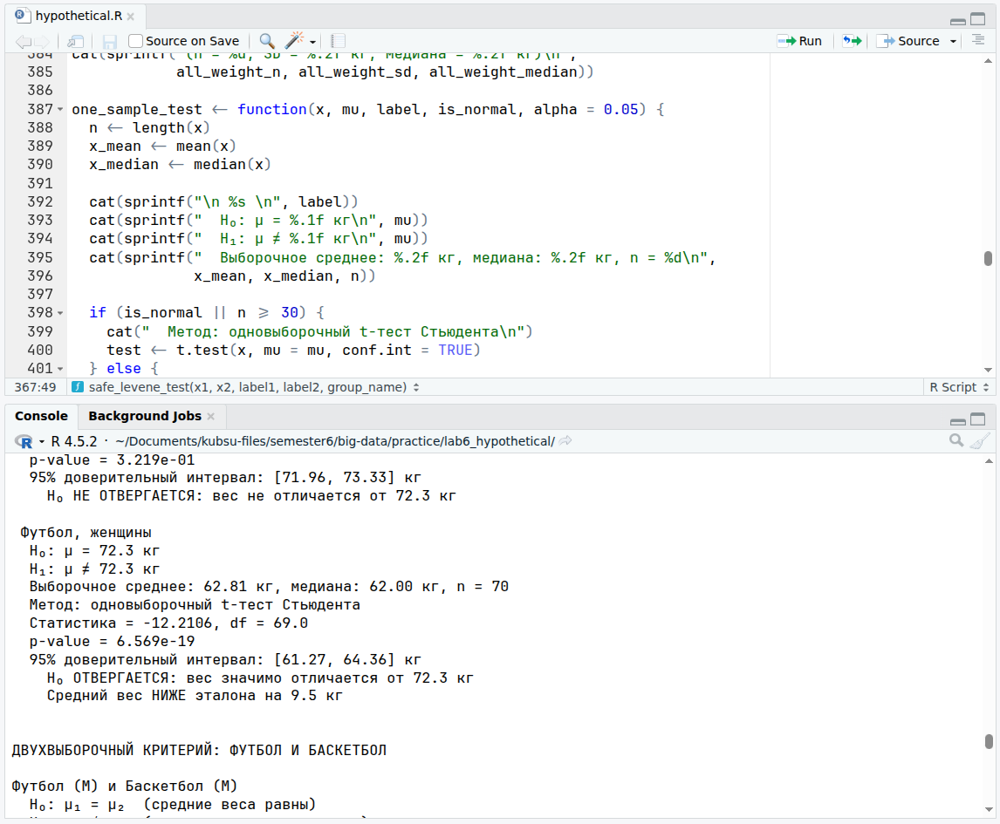 hypothetical.R
Source on Save
Run
Source
384 cat(sprintf(" (n = %d, SD = %.2f кг, медиана = %.2f кг)\n",
385 all_weight_n, all_weight_sd, all_weight_median))
386
387 one_sample_test <- function(x, mu, label, is_normal, alpha = 0.05) {
388 n <- length(x)
389 x_mean <- mean(x)
390 x_median <- median(x)
391
392 cat(sprintf("\n %s \n", label))
393 cat(sprintf("  H₀: μ = %.1f кг\n", mu))
394 cat(sprintf("  H₁: μ ≠ %.1f кг\n", mu))
395 cat(sprintf("  Выборочное среднее: %.2f кг, медиана: %.2f кг, n = %d\n",
396 x_mean, x_median, n))
397
398 if (is_normal || n >= 30) {
399 cat("  Метод: одновыборочный t-тест Стьюдента\n")
400 test <- t.test(x, mu = mu, conf.int = TRUE)
401 } else {
367:49 safe_levene_test(x1, x2, label1, label2, group_name) R Script
Console Background Jobs
R 4.5.2 · ~/Documents/kubsu-files/semester6/big-data/practice/lab6_hypothetical/
p-value = 3.219e-01
95% доверительный интервал: [71.96, 73.33] кг
H₀ НЕ ОТВЕРГАЕТСЯ: вес не отличается от 72.3 кг
Футбол, женщины
H₀: μ = 72.3 кг
H₁: μ ≠ 72.3 кг
Выборочное среднее: 62.81 кг, медиана: 62.00 кг, n = 70
Метод: одновыборочный t-тест Стьюдента
Статистика = -12.2106, df = 69.0
p-value = 6.569e-19
95% доверительный интервал: [61.27, 64.36] кг
H₀ ОТВЕРГАЕТСЯ: вес значимо отличается от 72.3 кг
Средний вес НИЖЕ эталона на 9.5 кг
ДВУХВЫБОРОЧНЫЙ КРИТЕРИЙ: ФУТБОЛ И БАСКЕТБОЛ
Футбол (М) и Баскетбол (М)
H₀: μ₁ = μ₂  (средние веса равны)